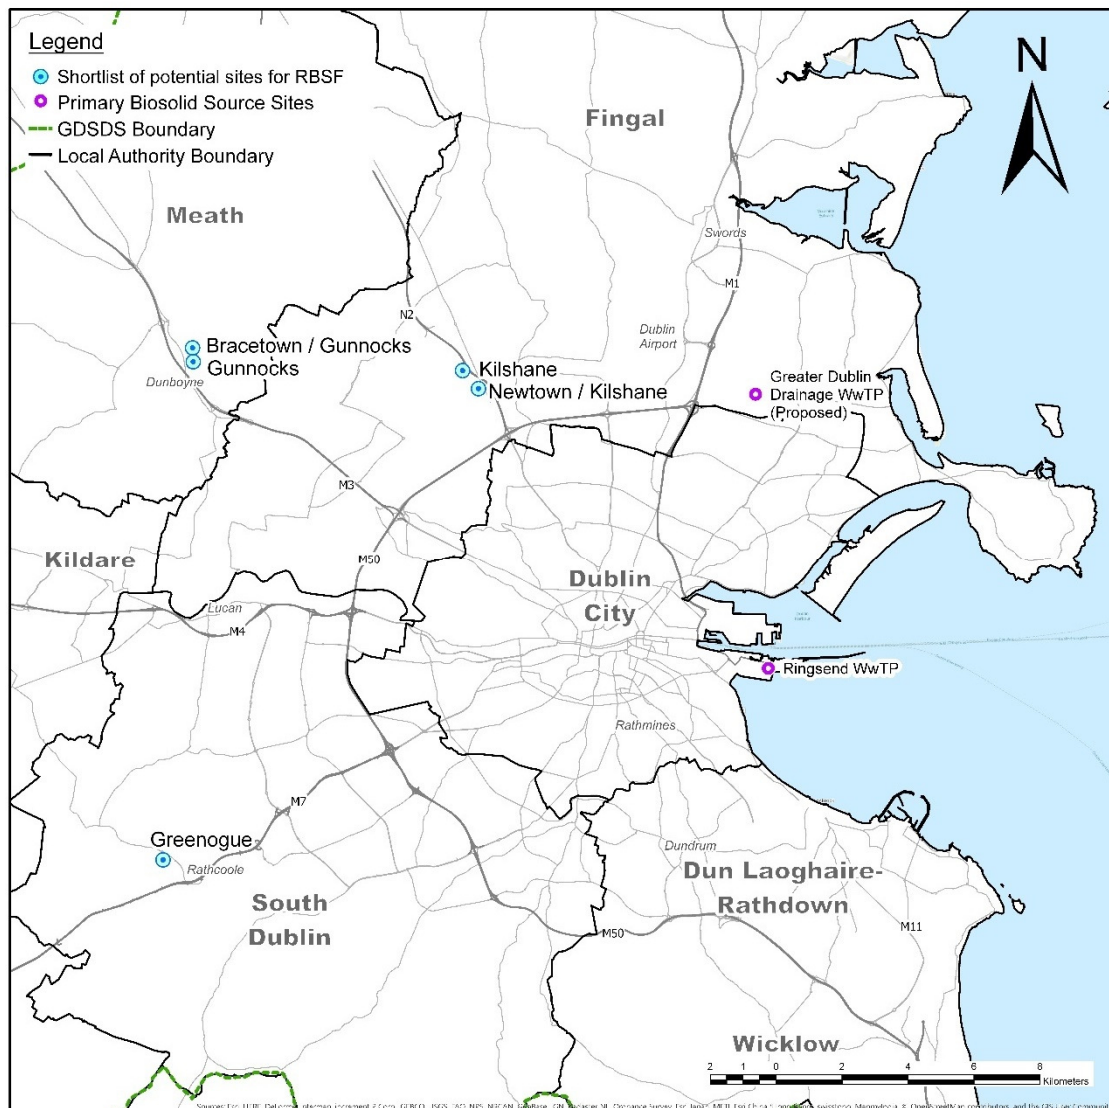 Legend
Shortlist of potential sites for RBSF
Primary Biosolid Source Sites
GDSDS Boundary
Local Authority Boundary
N
Fingal
Meath
Swords
M1
N2
Dublin
Airport
Bracetown / Gunnocks
Gunnocks
Dunboyne
Kilshane
Newtown / Kilshane
Greater Dublin
Drainage WwTP
(Proposed)
M3
M50
Kildare
Lucan
M4
Dublin
City
Ringsend WwTP
Rathmines
M7
Greenogue
Rathcoole
South
Dublin
Dundrum
Dun Laoghaire-
Rathdown
M50
M11
Wicklow
2 1 0 2 4 6 8
Kilometers